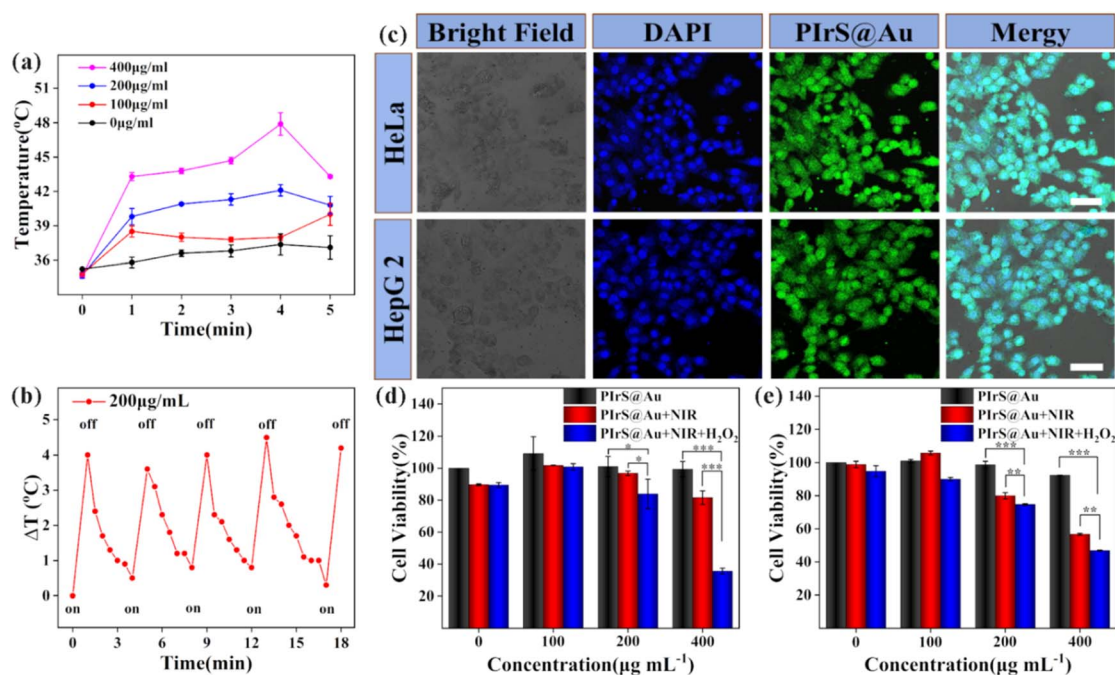 (a)
400μg/ml
200μg/ml
100μg/ml
0μg/ml
51
48
45
42
39
36
Temperature(°C)
0 1 2 3 4 5
Time(min)
(b)
200μg/mL
off off off off off
5
4
3
2
1
0
ΔT (°C)
on on on on on
0 3 6 9 12 15 18
Time(min)
(c)
Bright Field DAPI PIrS@Au Mergy
HeLa
HepG 2
(d)
PIrS@Au
PIrS@Au+NIR
PIrS@Au+NIR+H₂O₂
140
120
100
80
60
40
20
Cell Viability(%)
* ***
* ***
0 100 200 400
Concentration(μg mL⁻¹)
(e)
PIrS@Au
PIrS@Au+NIR
PIrS@Au+NIR+H₂O₂
140
120
100
80
60
40
20
Cell Viability(%)
*** ***
** **
0 100 200 400
Concentration(μg mL⁻¹)